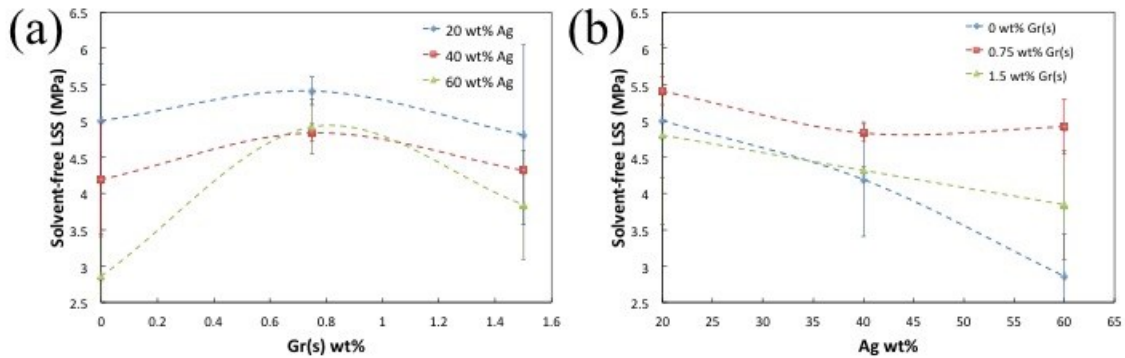 (a)
Solvent-free LSS (MPa)
6.5
6
5.5
5
4.5
4
3.5
3
2.5
0 0.2 0.4 0.6 0.8 1 1.2 1.4 1.6
Gr(s) wt%
20 wt% Ag
40 wt% Ag
60 wt% Ag
(b)
Solvent-free LSS (MPa)
6.5
6
5.5
5
4.5
4
3.5
3
2.5
20 25 30 35 40 45 50 55 60 65
Ag wt%
0 wt% Gr(s)
0.75 wt% Gr(s)
1.5 wt% Gr(s)